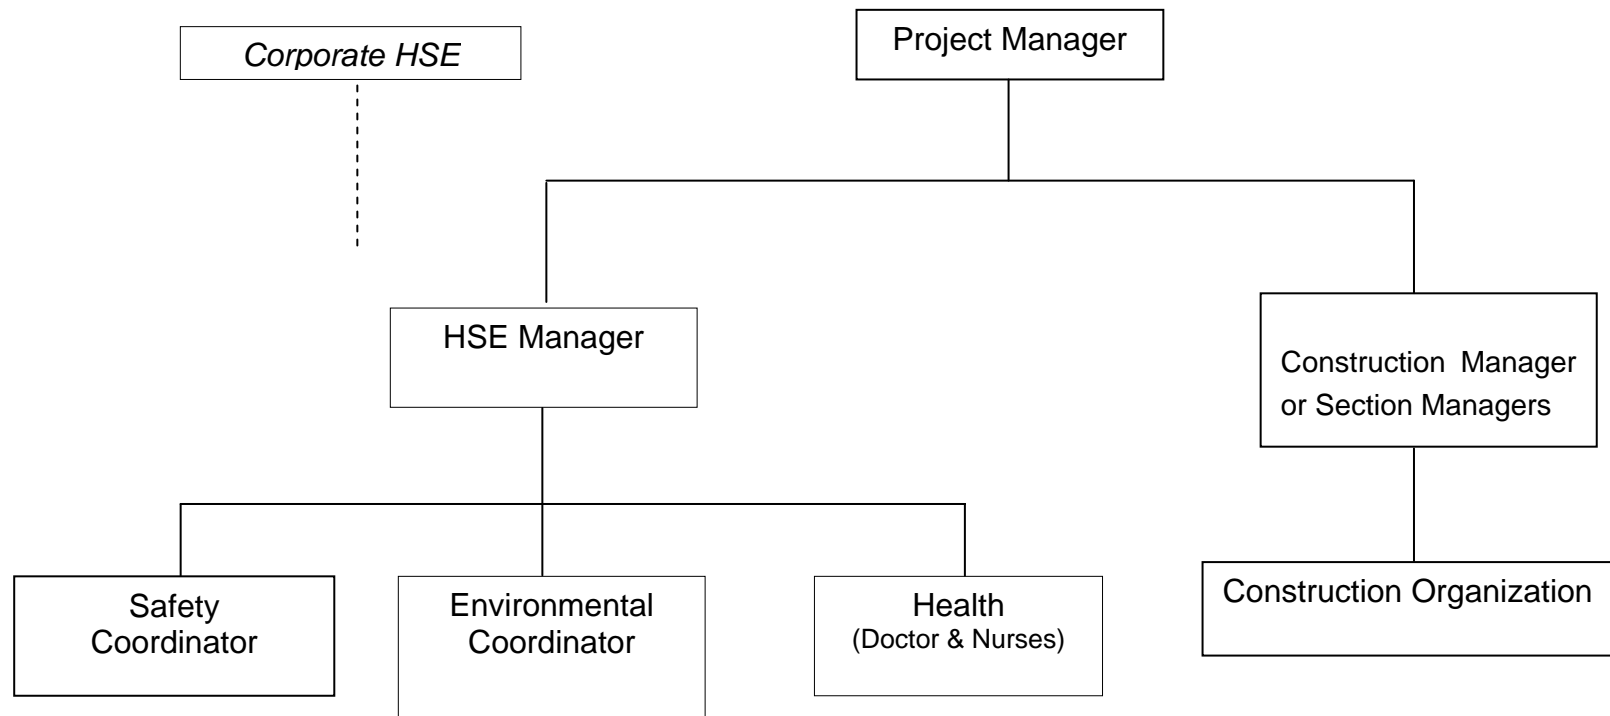 Corporate HSE
Project Manager
HSE Manager
Construction Manager
or Section Managers
Safety
Coordinator
Environmental
Coordinator
Health
(Doctor & Nurses)
Construction Organization